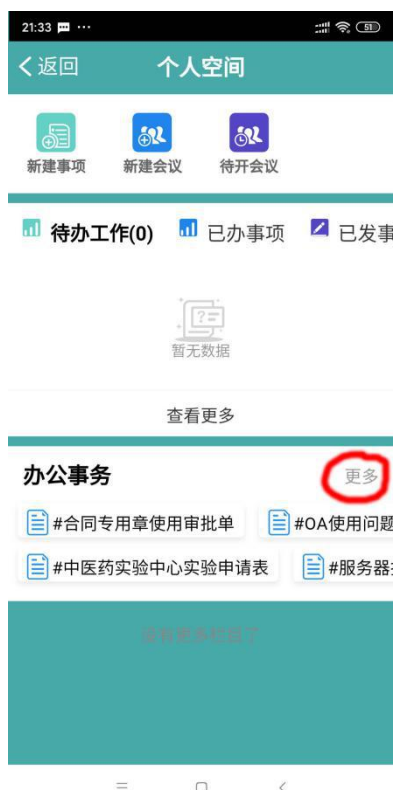 21:33
51
返回 个人空间
新建事项 新建会议 待开会议
待办工作(0) 已办事项 已发事
暂无数据
查看更多
办公事务 更多
#合同专用章使用审批单 #OA使用问题
#中医药实验中心实验申请表 #服务器
没有更多栏目了